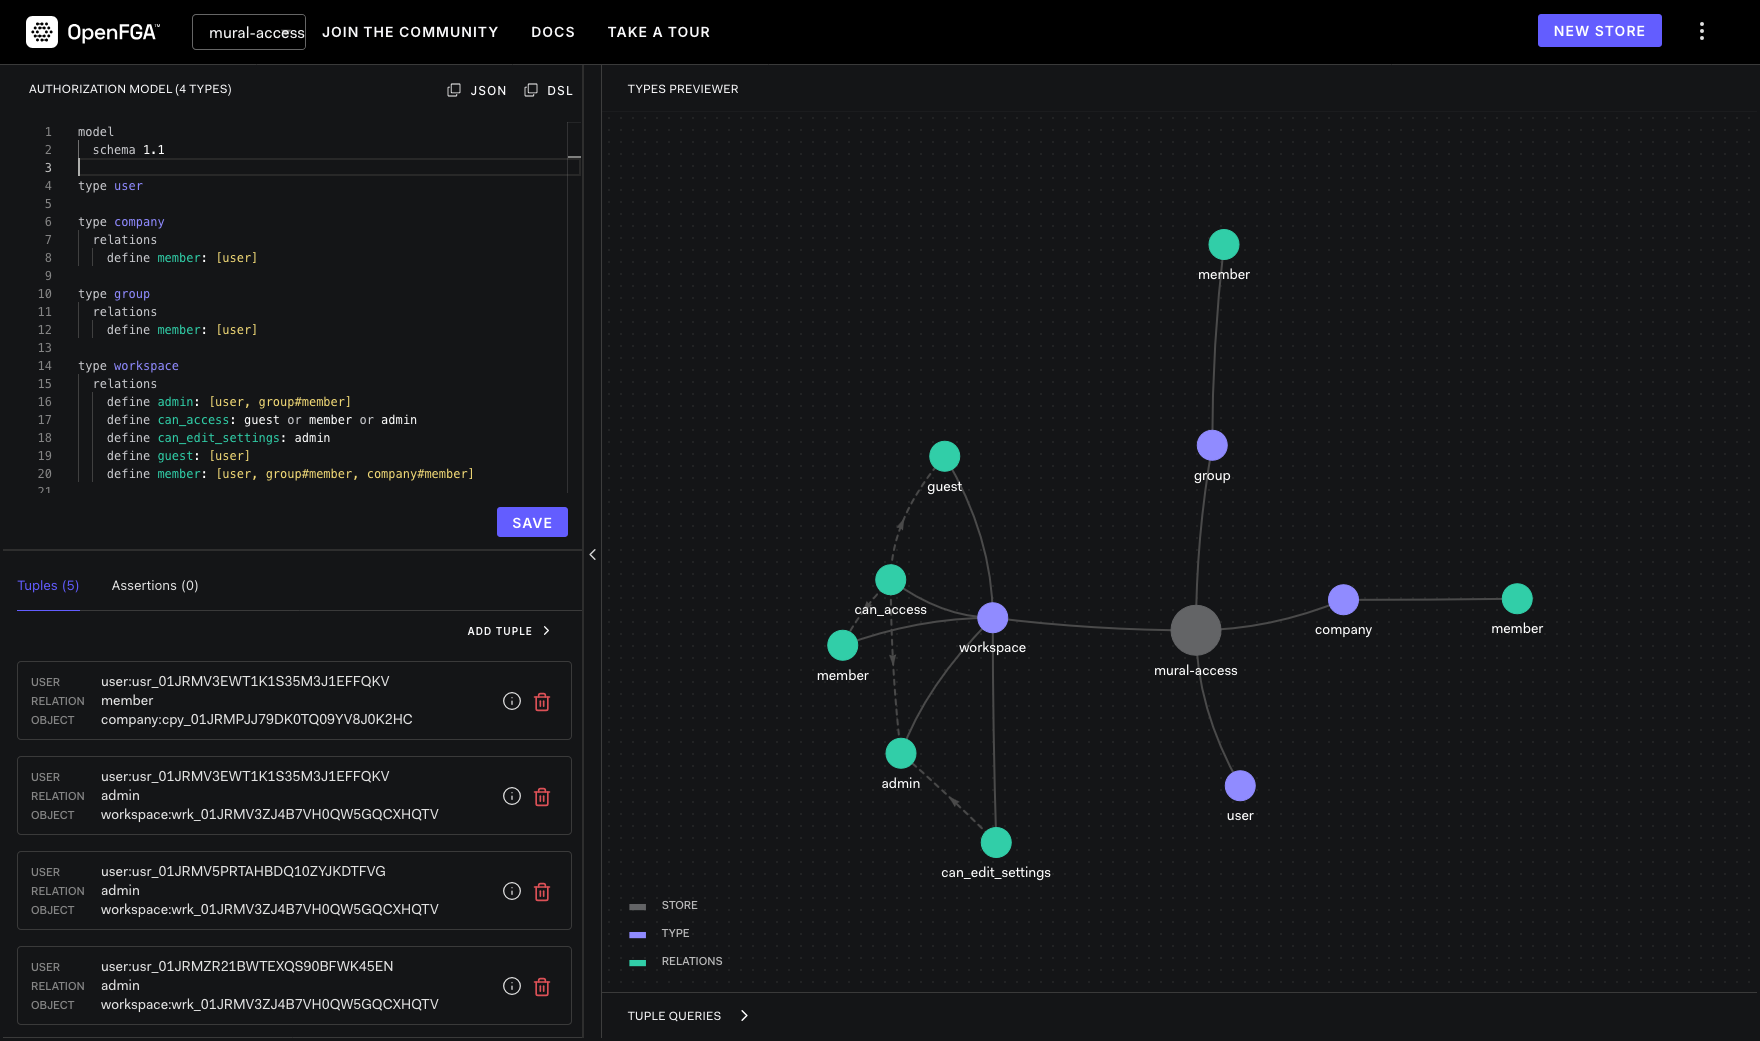 OpenFGA™
mural-access
JOIN THE COMMUNITY
DOCS
TAKE A TOUR
NEW STORE
AUTHORIZATION MODEL (4 TYPES)
JSON
DSL
1 model
2 schema 1.1
3
4 type user
5
6 type company
7 relations
8 define member: [user]
9
10 type group
11 relations
12 define member: [user]
13
14 type workspace
15 relations
16 define admin: [user, group#member]
17 define can_access: guest or member or admin
18 define can_edit_settings: admin
19 define guest: [user]
20 define member: [user, group#member, company#member]
21
SAVE
Tuples (5)
Assertions (0)
ADD TUPLE
USER user:usr_01JRMV3EWT1K1S35M3J1EFFQKV
RELATION member
OBJECT company:cpy_01JRMPJJ79DK0TQ09YV8J0K2HC
USER user:usr_01JRMV3EWT1K1S35M3J1EFFQKV
RELATION admin
OBJECT workspace:wrk_01JRMV3ZJ4B7VH0QW5GQCXHQTV
USER user:usr_01JRMV5PRTAHBDQ10ZYJKDTFVG
RELATION admin
OBJECT workspace:wrk_01JRMV3ZJ4B7VH0QW5GQCXHQTV
USER user:usr_01JRMZR21BWTEXQS90BFWK45EN
RELATION admin
OBJECT workspace:wrk_01JRMV3ZJ4B7VH0QW5GQCXHQTV
TYPES PREVIEWER
member
group
guest
can_access
member
workspace
mural-access
company
member
admin
user
can_edit_settings
STORE
TYPE
RELATIONS
TUPLE QUERIES